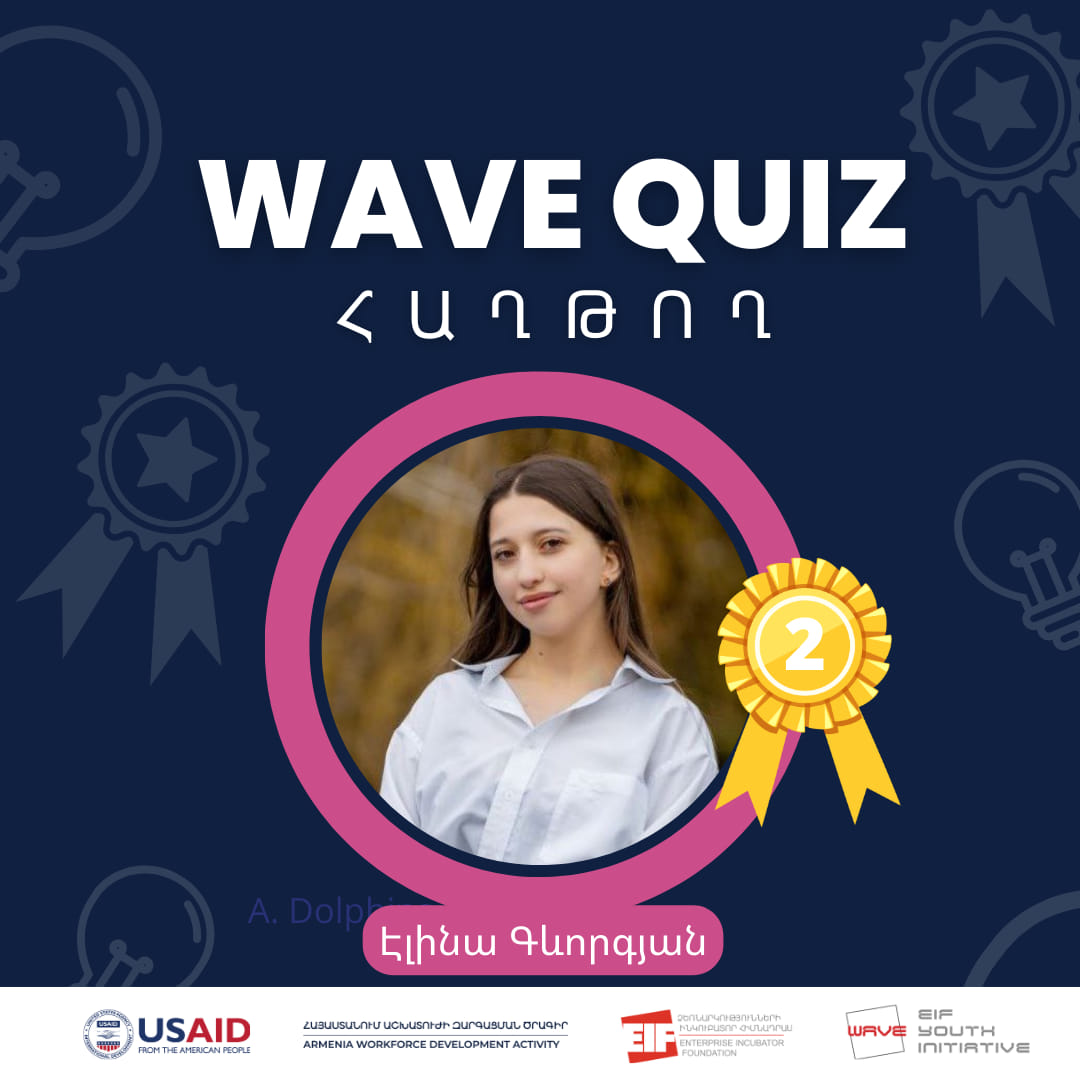 WAVE QUIZ
ՀԱՂԹՈՂ
2
A. Dolph
Էլինա Գևորգյան
USAID
USAID
FROM THE AMERICAN PEOPLE
ՀԱՅԱՍՏԱՆՈՒՄ ԱՇԽԱՏՈՒԺԻ ԶԱՐԳԱՑՄԱՆ ԾՐԱԳԻՐ
ARMENIA WORKFORCE DEVELOPMENT ACTIVITY
EIF
ՁԵՌՆԱՐԿՈՒԹՅՈՒՆՆԵՐԻ
ԻՆԿՈՒԲԱՏՈՐ ՀԻՄՆԱԴՐԱՄ
ENTERPRISE INCUBATOR
FOUNDATION
WAVE
EIF
YOUTH
INITIATIVE